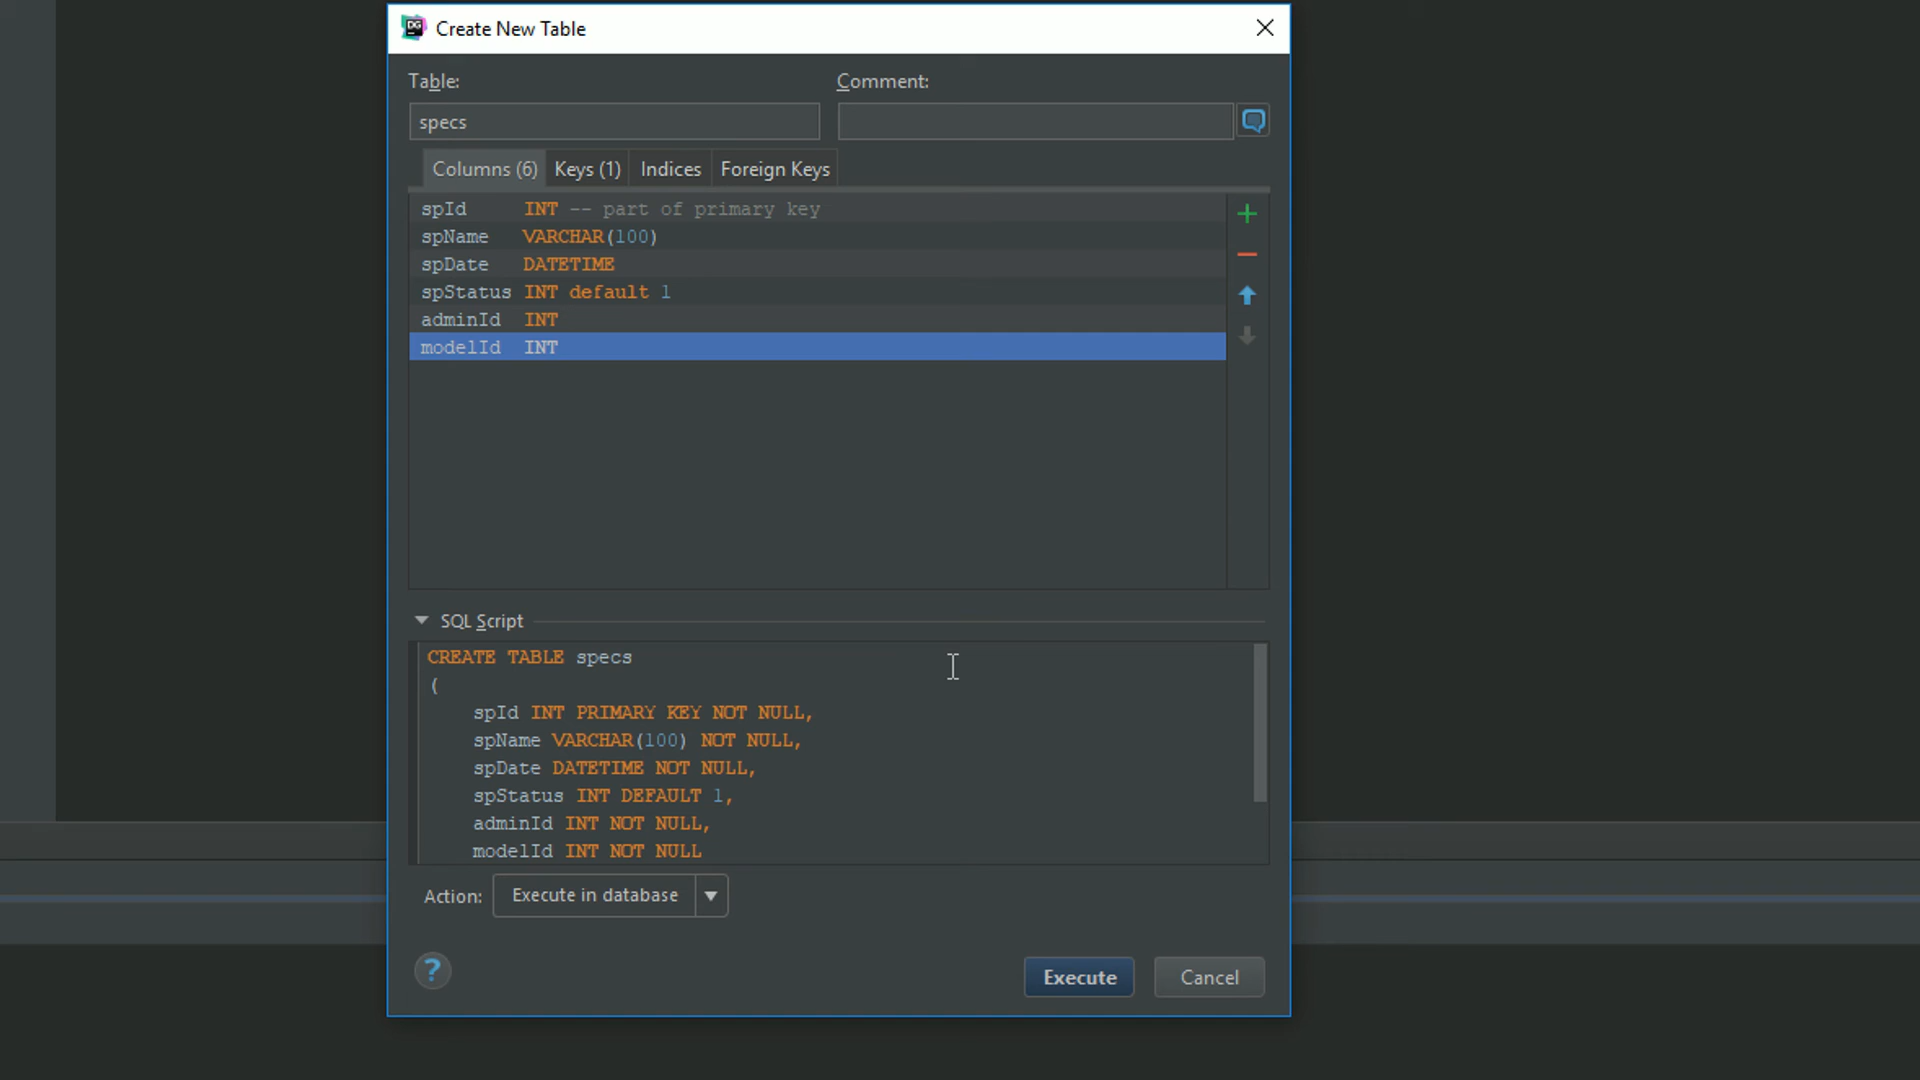 DG
Create New Table
Table:
Comment:
specs
Columns (6) Keys (1) Indices Foreign Keys
spId INT -- part of primary key
spName VARCHAR(100)
spDate DATETIME
spStatus INT default 1
adminId INT
modelId INT
SQL Script
CREATE TABLE specs
(
spId INT PRIMARY KEY NOT NULL,
spName VARCHAR(100) NOT NULL,
spDate DATETIME NOT NULL,
spStatus INT DEFAULT 1,
adminId INT NOT NULL,
modelId INT NOT NULL
Action: Execute in database
?
Execute Cancel